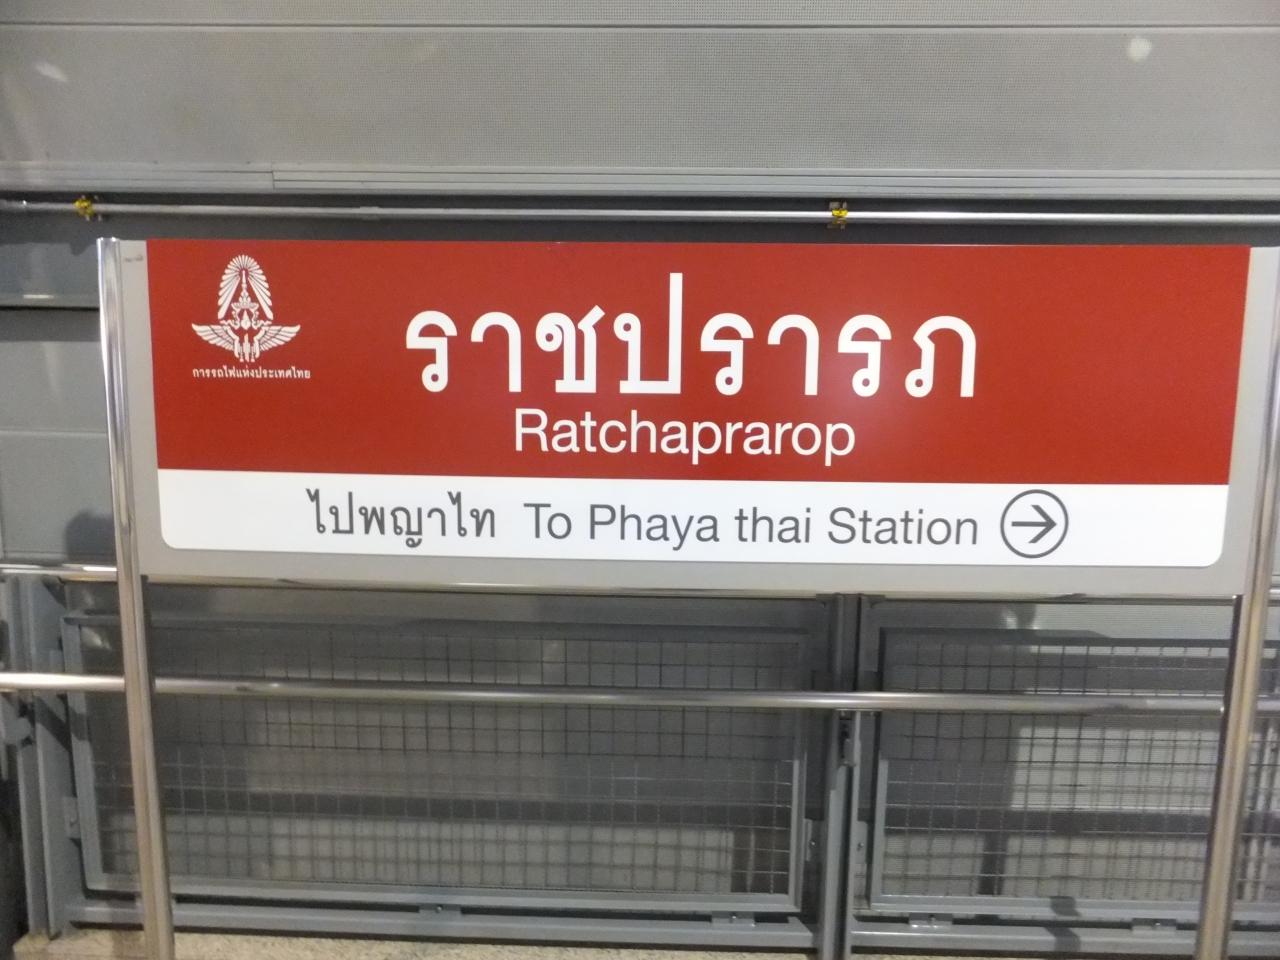 การรถไฟแห่งประเทศไทย
ราชปรารภ
Ratchaprarop
ไปพญาไท To Phaya thai Station